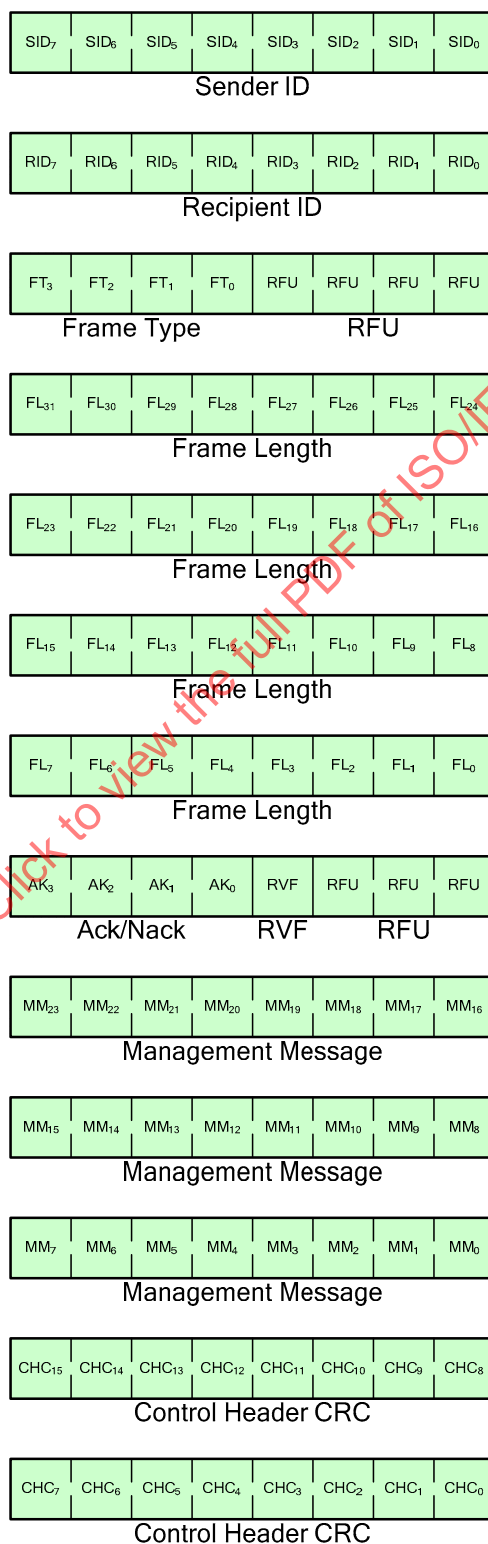 SID₇ SID₆ SID₅ SID₄ SID₃ SID₂ SID₁ SID₀
Sender ID
RID₇ RID₆ RID₅ RID₄ RID₃ RID₂ RID₁ RID₀
Recipient ID
FT₃ FT₂ FT₁ FT₀ RFU RFU RFU RFU
Frame Type RFU
FL₃₁ FL₃₀ FL₂₉ FL₂₈ FL₂₇ FL₂₆ FL₂₅ FL₂₄
Frame Length
FL₂₃ FL₂₂ FL₂₁ FL₂₀ FL₁₉ FL₁₈ FL₁₇ FL₁₆
Frame Length
FL₁₅ FL₁₄ FL₁₃ FL₁₂ FL₁₁ FL₁₀ FL₉ FL₈
Frame Length
FL₇ FL₆ FL₅ FL₄ FL₃ FL₂ FL₁ FL₀
Frame Length
AK₃ AK₂ AK₁ AK₀ RVF RFU RFU RFU
Ack/Nack RVF RFU
MM₂₃ MM₂₂ MM₂₁ MM₂₀ MM₁₉ MM₁₈ MM₁₇ MM₁₆
Management Message
MM₁₅ MM₁₄ MM₁₃ MM₁₂ MM₁₁ MM₁₀ MM₉ MM₈
Management Message
MM₇ MM₆ MM₅ MM₄ MM₃ MM₂ MM₁ MM₀
Management Message
CHC₁₅ CHC₁₄ CHC₁₃ CHC₁₂ CHC₁₁ CHC₁₀ CHC₉ CHC₈
Control Header CRC
CHC₇ CHC₆ CHC₅ CHC₄ CHC₃ CHC₂ CHC₁ CHC₀
Control Header CRC
Click to view the full PDF of